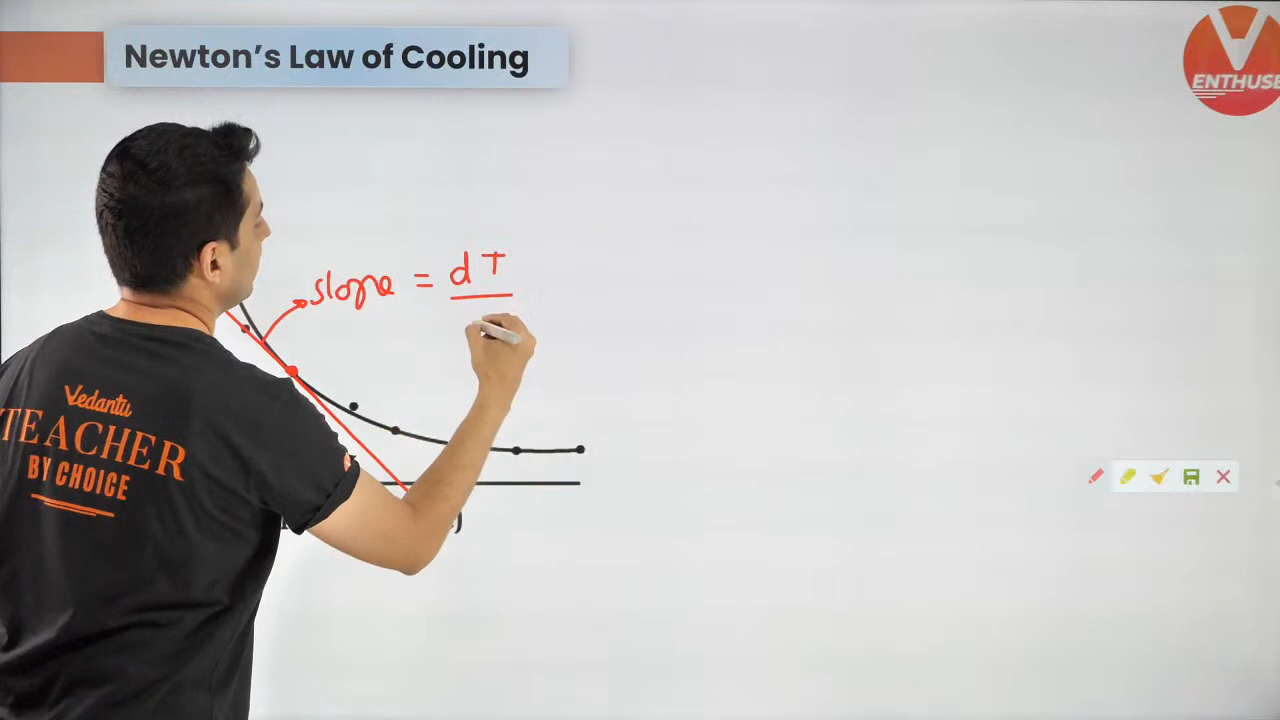 Newton’s Law of Cooling
ENTHUSE
slope = dT
Vedantu
TEACHER
BY CHOICE